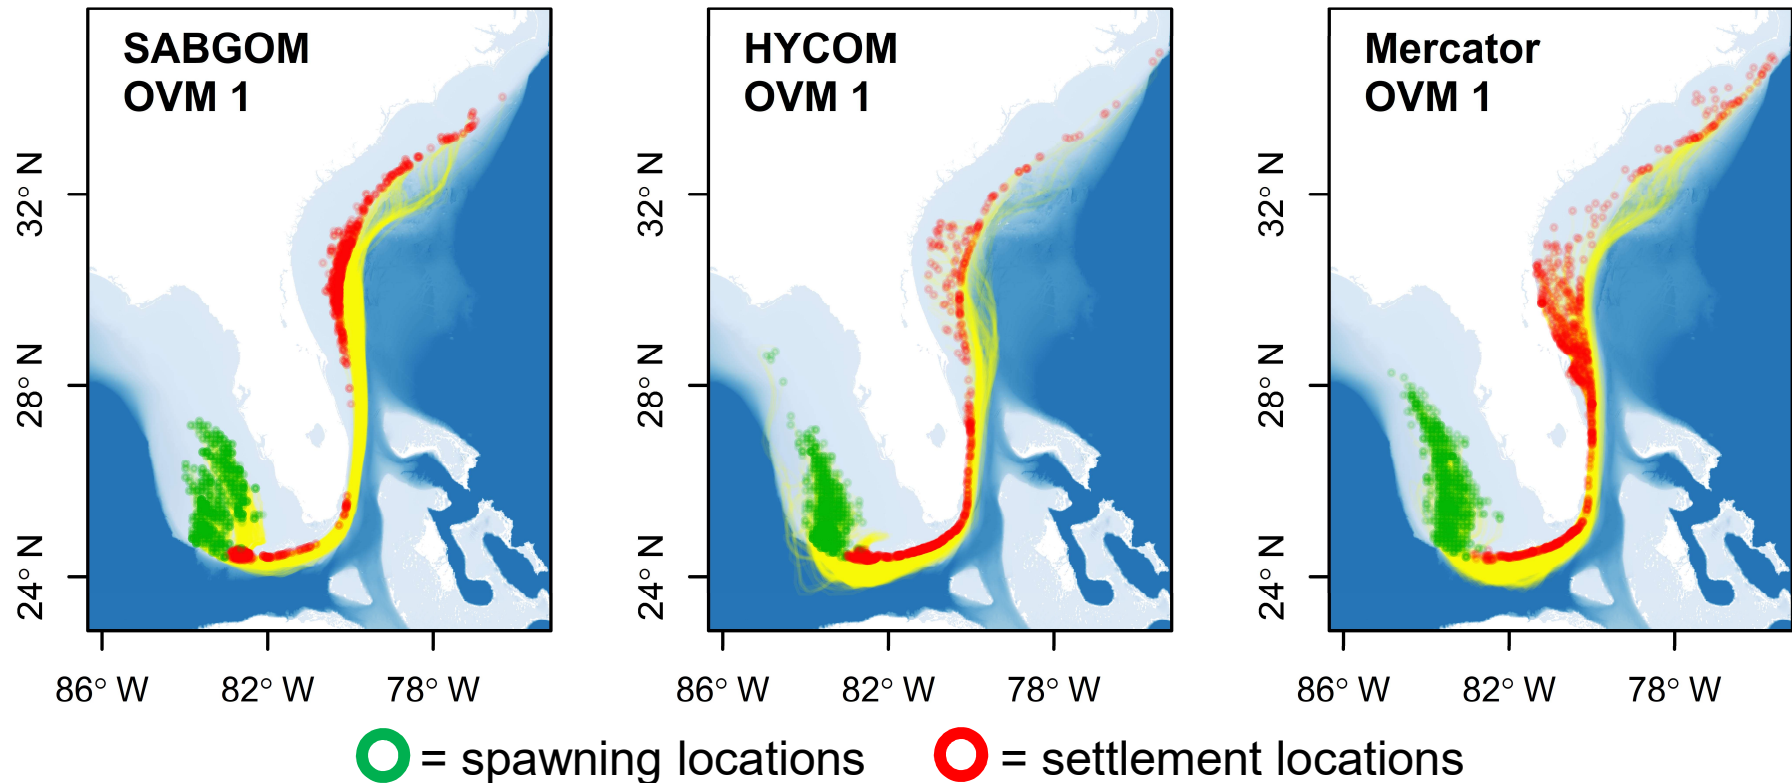 SABGOM
OVM 1
HYCOM
OVM 1
Mercator
OVM 1
32° N
28° N
24° N
32° N
28° N
24° N
32° N
28° N
24° N
86° W 82° W 78° W
86° W 82° W 78° W
86° W 82° W 78° W
= spawning locations = settlement locations